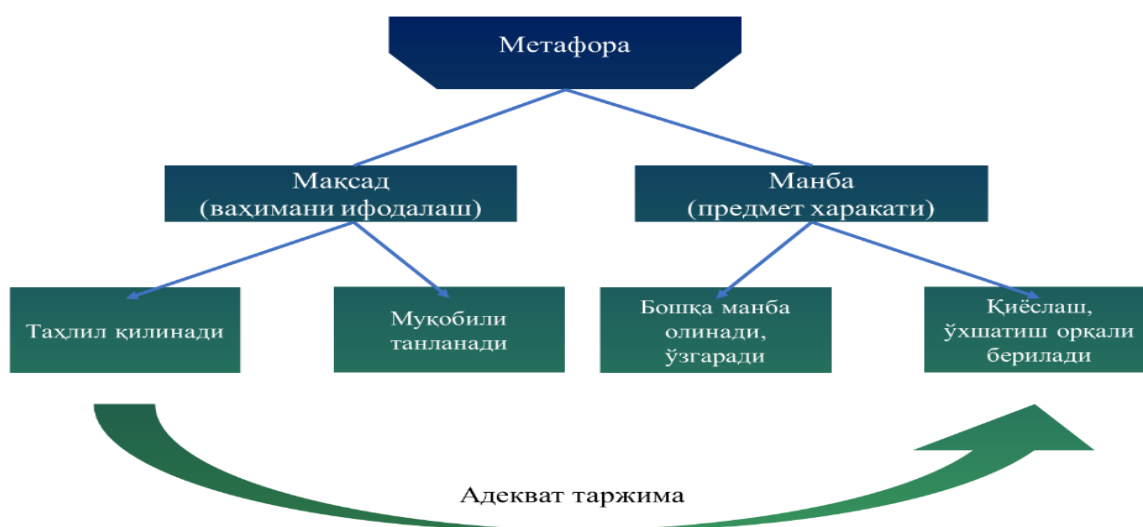 Метафора
Мақсад
(ваҳимани ифодалаш)
Манба
(предмет харакати)
Таҳлил қилинади
Муқобили
танланади
Бошқа манба
олинади,
ўзгаради
Қиёслаш,
ўхшатиш орқали
берилади
Адекват таржима